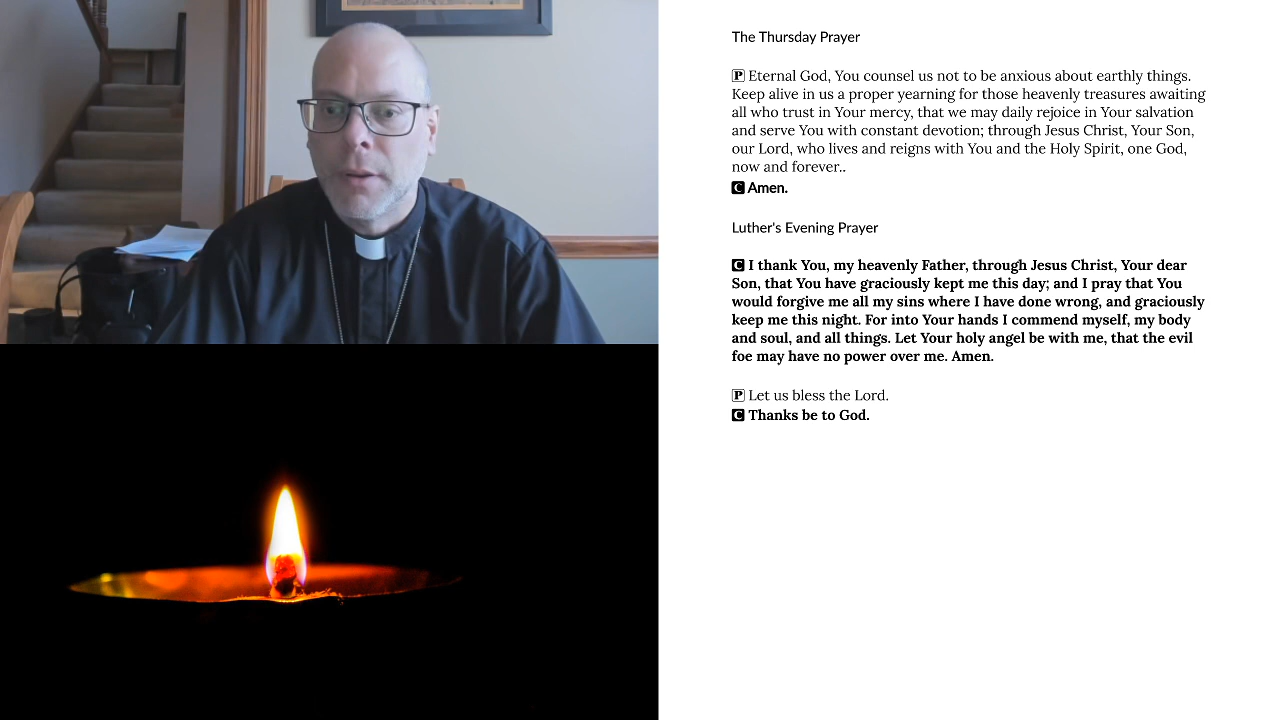 The Thursday Prayer
P Eternal God, You counsel us not to be anxious about earthly things.
Keep alive in us a proper yearning for those heavenly treasures awaiting
all who trust in Your mercy, that we may daily rejoice in Your salvation
and serve You with constant devotion; through Jesus Christ, Your Son,
our Lord, who lives and reigns with You and the Holy Spirit, one God,
now and forever..
C Amen.
Luther's Evening Prayer
C I thank You, my heavenly Father, through Jesus Christ, Your dear
Son, that You have graciously kept me this day; and I pray that You
would forgive me all my sins where I have done wrong, and graciously
keep me this night. For into Your hands I commend myself, my body
and soul, and all things. Let Your holy angel be with me, that the evil
foe may have no power over me. Amen.
P Let us bless the Lord.
C Thanks be to God.